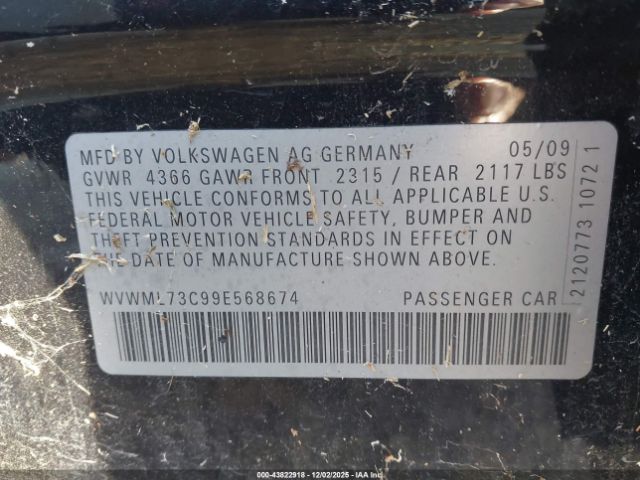 MFD BY VOLKSWAGEN AG GERMANY 05/09
GVWR 4366 GAWR FRONT 2315 / REAR 2117 LBS
THIS VEHICLE CONFORMS TO ALL APPLICABLE U.S.
FEDERAL MOTOR VEHICLE SAFETY, BUMPER AND
THEFT PREVENTION STANDARDS IN EFFECT ON
THE DATE OF MANUFACTURE SHOWN ABOVE.
WVWML73C99E568674 PASSENGER CAR
2120773 1072 1
000-43822918 - 12/02/2025 - IAAI